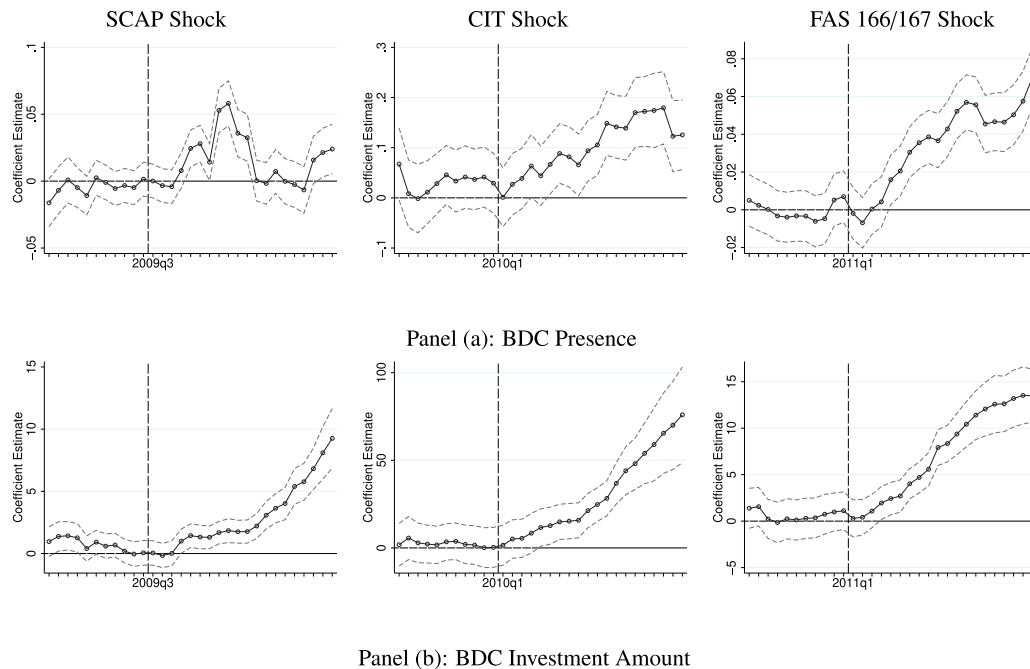 SCAP Shock
CIT Shock
FAS 166/167 Shock
Coefficient Estimate
.1
.05
0
-.05
2009q3
Coefficient Estimate
.3
.2
.1
0
-.1
2010q1
Coefficient Estimate
.08
.06
.04
.02
0
-.02
2011q1
Panel (a): BDC Presence
Coefficient Estimate
15
10
5
0
2009q3
Coefficient Estimate
100
50
0
2010q1
Coefficient Estimate
15
10
5
0
-5
2011q1
Panel (b): BDC Investment Amount